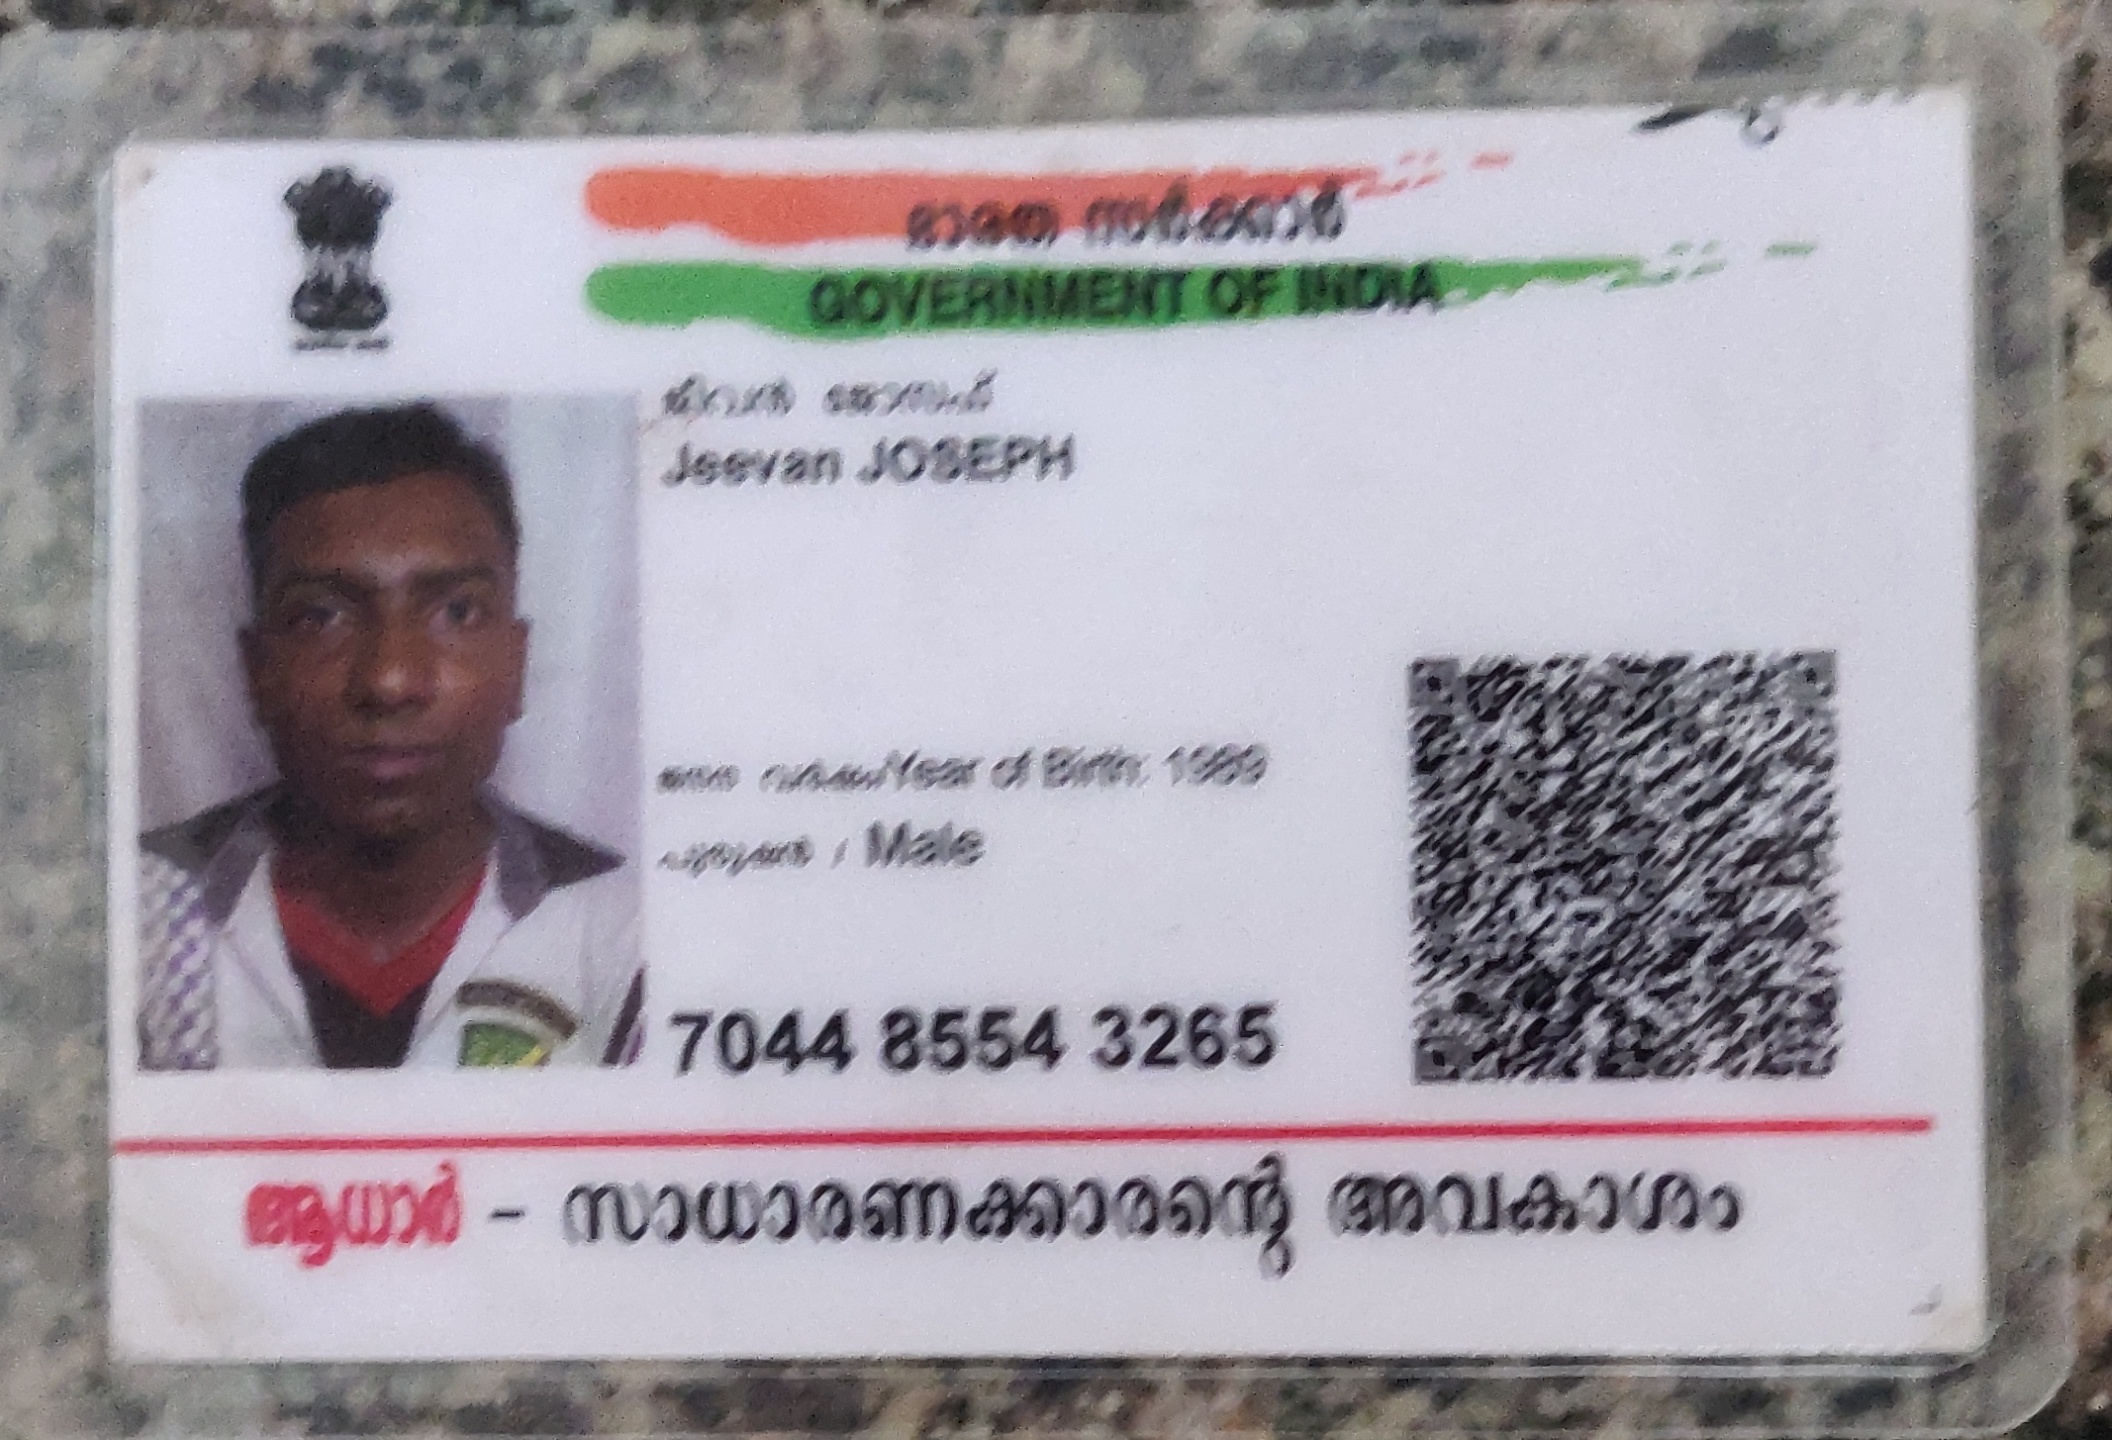 ഭാരത സർക്കാർ
GOVERNMENT OF INDIA
ജീവൻ ജോസഫ്
Jeevan JOSEPH
ജനന വർഷം/Year of Birth: 1989
പുരുഷൻ / Male
7044 8554 3265
ആധാർ - സാധാരണക്കാരന്റെ അവകാശം